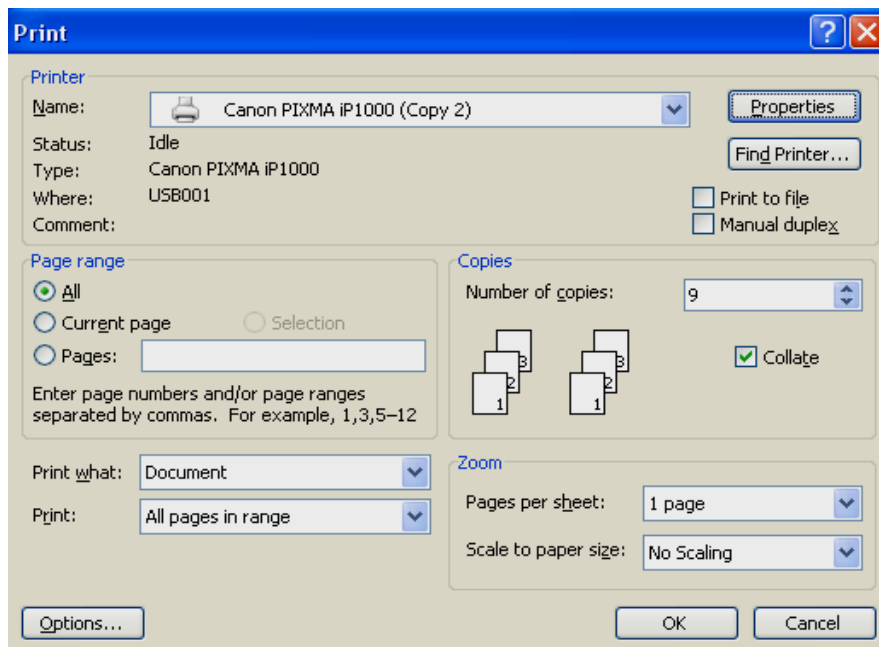 Print
Printer
Name: Canon PIXMA iP1000 (Copy 2) Properties
Status: Idle
Find Printer...
Type: Canon PIXMA iP1000
Where: USB001
Print to file
Comment:
Manual duplex
Page range
All
Current page Selection
Pages:
Enter page numbers and/or page ranges
separated by commas. For example, 1,3,5–12
Copies
Number of copies: 9
1 2 3 1 2 3
Collate
Print what: Document
Print: All pages in range
Zoom
Pages per sheet: 1 page
Scale to paper size: No Scaling
Options... OK Cancel